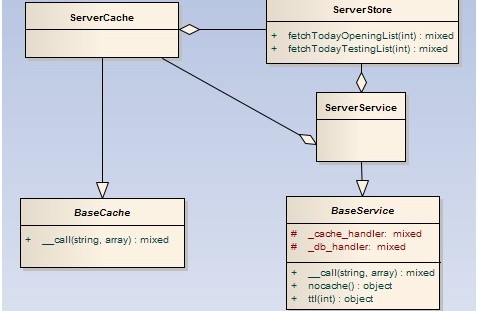 ServerCache
ServerStore
+ fetchTodayOpeningList(int) : mixed
+ fetchTodayTestingList(int) : mixed
ServerService
BaseCache
+ __call(string, array) : mixed
BaseService
# _cache_handler: mixed
# _db_handler: mixed
+ __call(string, array) : mixed
+ nocache() : object
+ ttl(int) : object